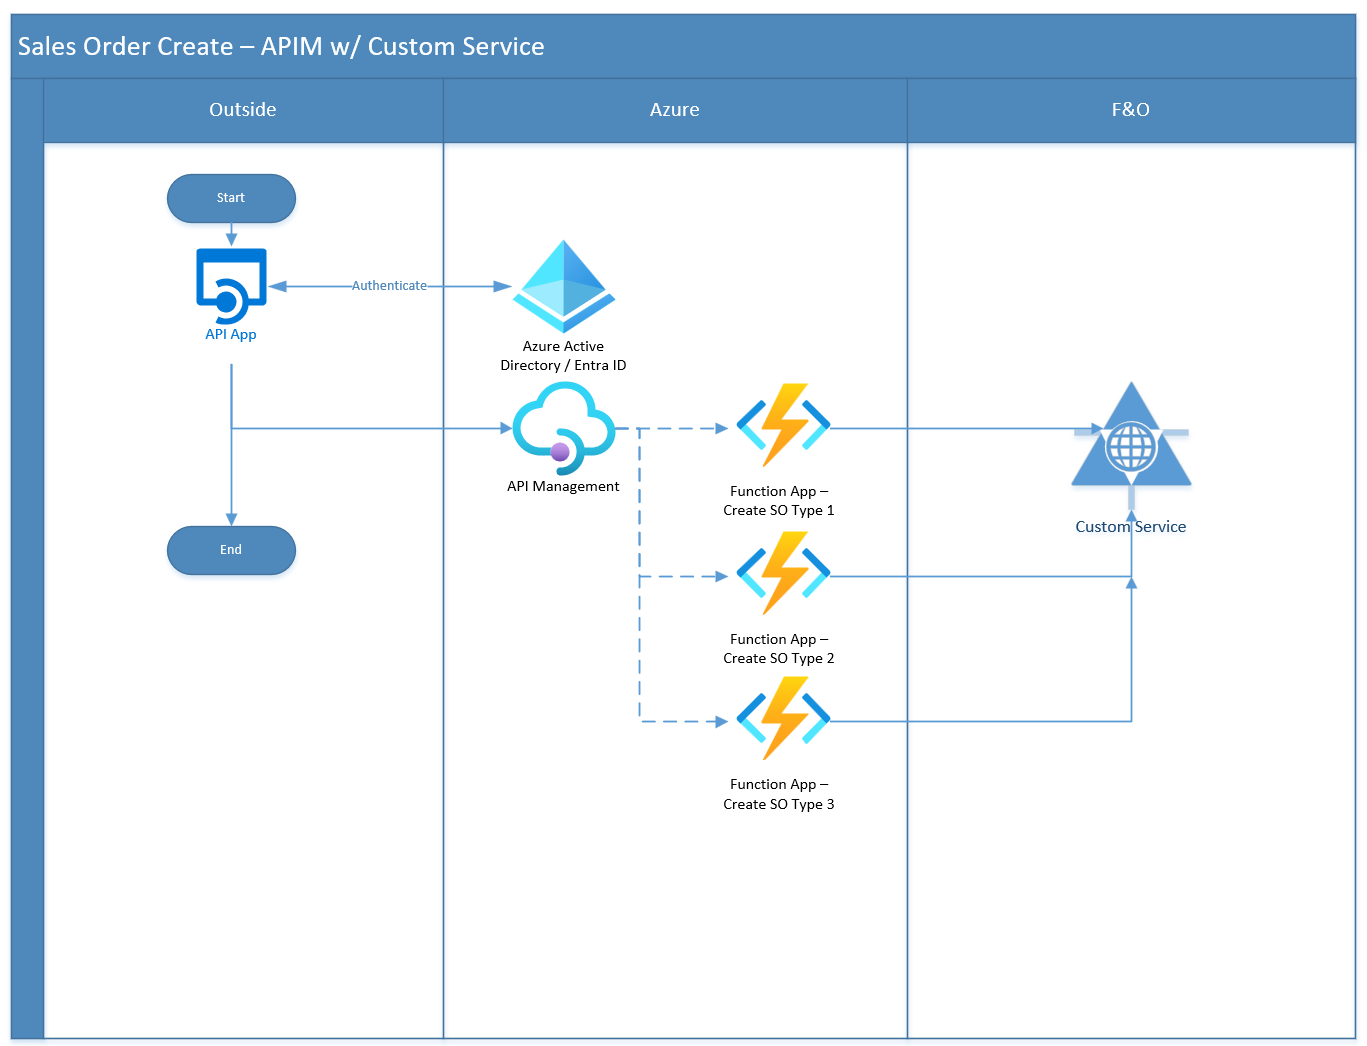 Sales Order Create – APIM w/ Custom Service
Outside
Azure
F&O
Start
API App
Authenticate
Azure Active
Directory / Entra ID
API Management
Function App –
Create SO Type 1
Custom Service
End
Function App –
Create SO Type 2
Function App –
Create SO Type 3